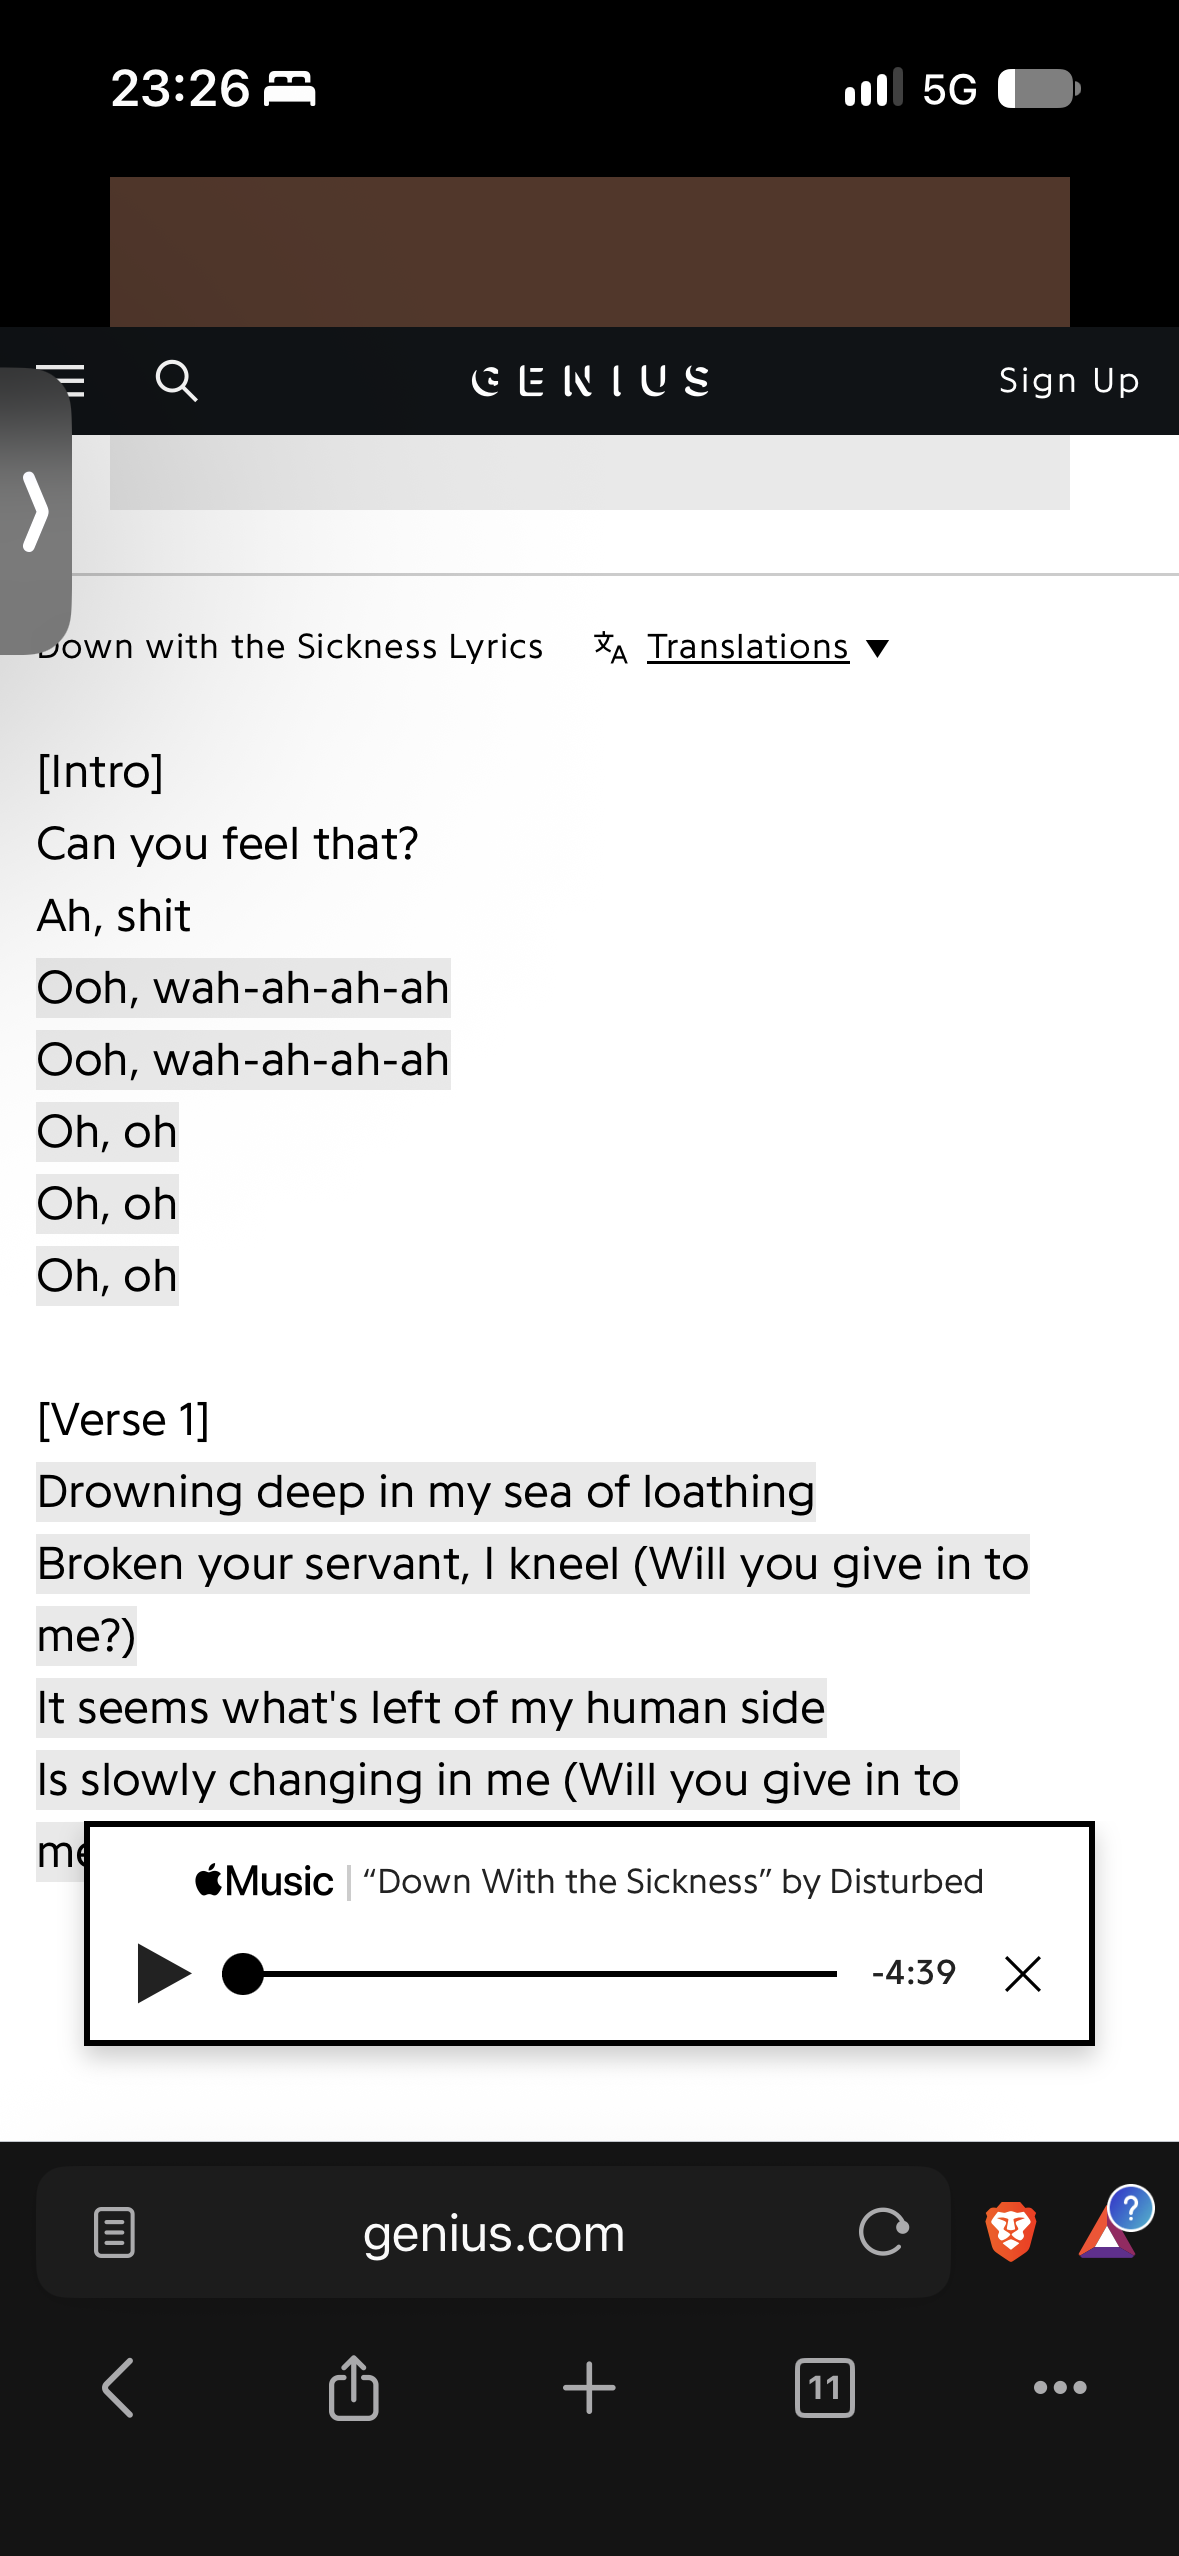 23:26 5G
GENIUS Sign Up
Down with the Sickness Lyrics Translations ▼
[Intro]
Can you feel that?
Ah, shit
Ooh, wah-ah-ah-ah
Ooh, wah-ah-ah-ah
Oh, oh
Oh, oh
Oh, oh
[Verse 1]
Drowning deep in my sea of loathing
Broken your servant, I kneel (Will you give in to
me?)
It seems what's left of my human side
Is slowly changing in me (Will you give in to
Music | “Down With the Sickness” by Disturbed
-4:39
genius.com
?
11